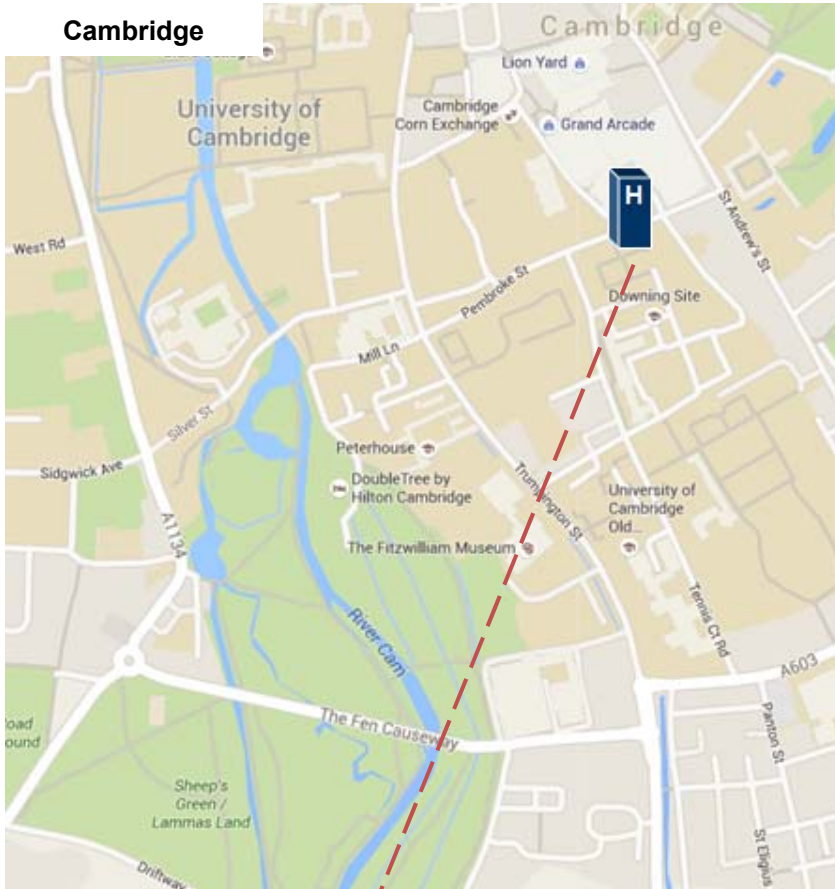 Cambridge
Cambridge
Lion Yard
University of
Cambridge
Cambridge
Corn Exchange
Grand Arcade
H
St Andrew's St
West Rd
Pembroke St
Downing Site
Mill Ln
Silver St
Peterhouse
Sidgwick Ave
DoubleTree by
Hilton Cambridge
Trumpington St
University of
Cambridge
Old...
A1134
The Fitzwilliam Museum
River Cam
Tennis Ct Rd
A603
The Fen Causeway
Panton St
Sheep's
Green /
Lammas Land
Driftway
St Eligius